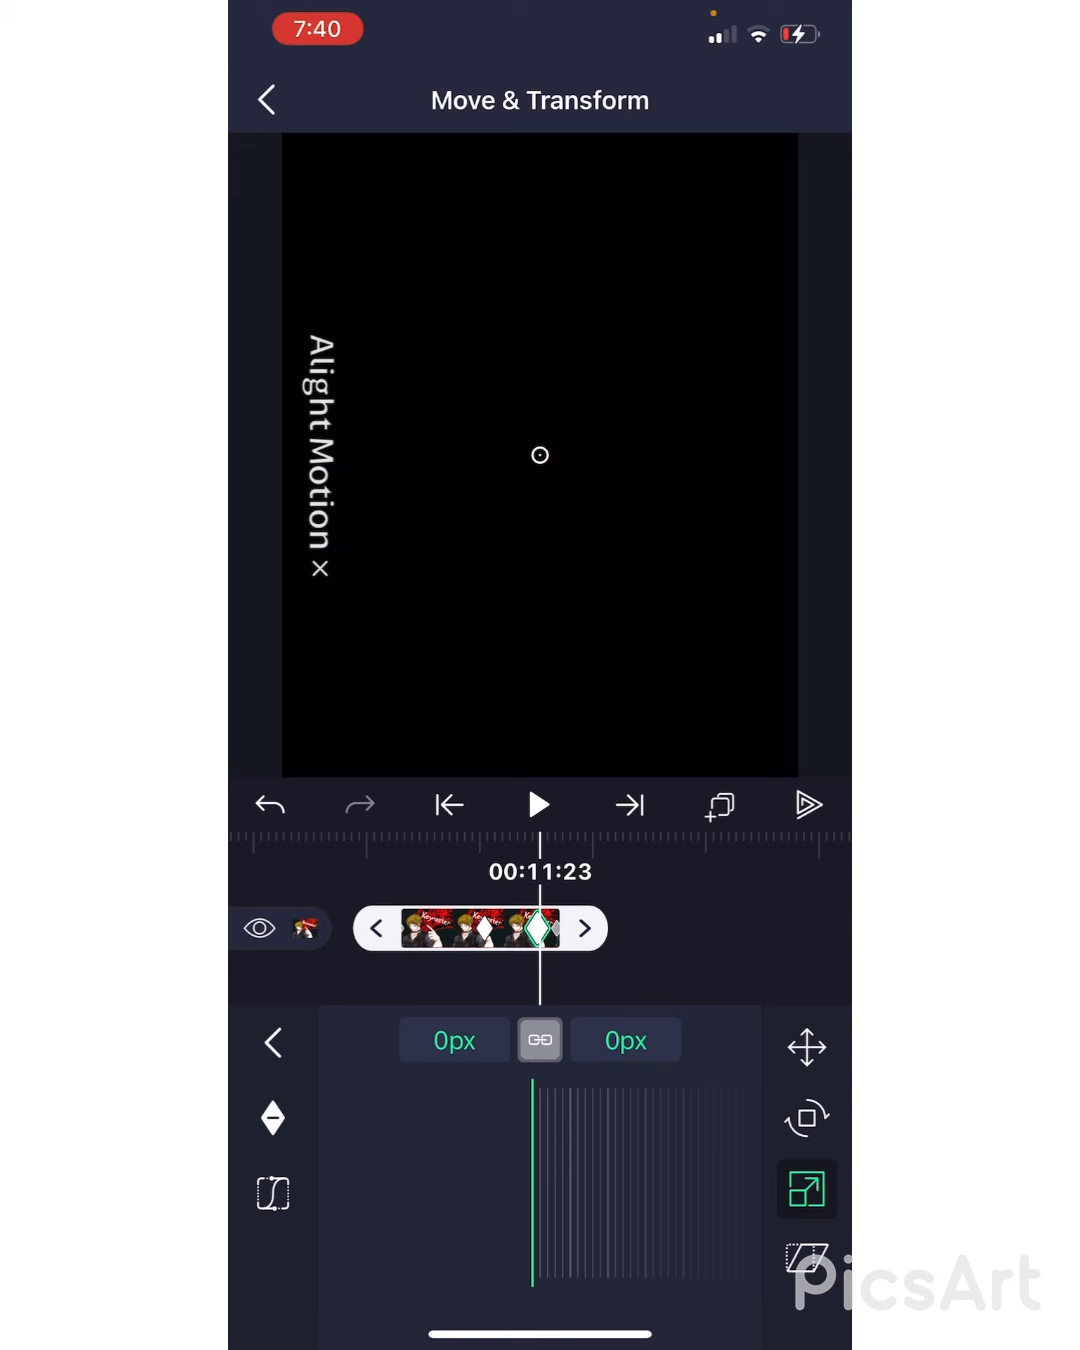 7:40
Move & Transform
Alight Motion ×
00:11:23
0px
0px
PicsArt